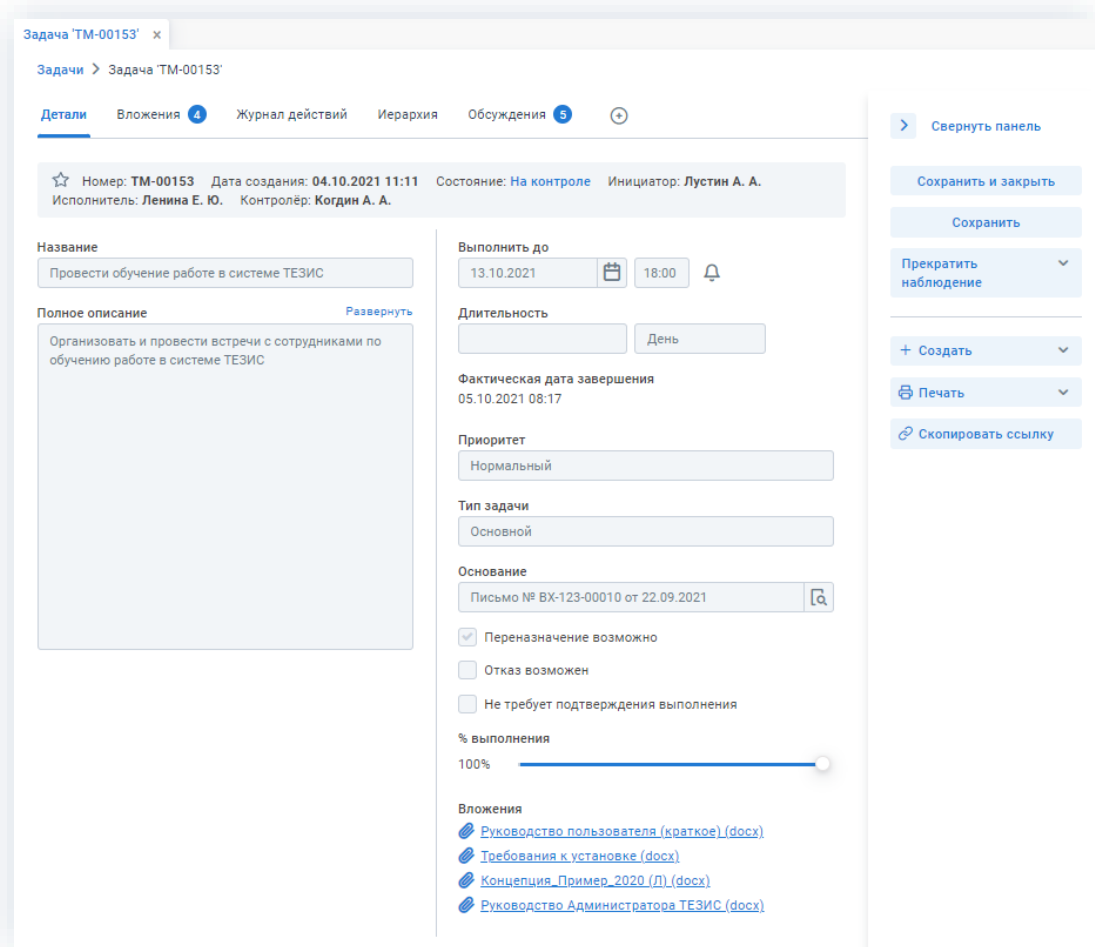 Задача 'ТМ-00153' ×
Задачи > Задача 'ТМ-00153'
Детали Вложения 4 Журнал действий Иерархия Обсуждения 5
Номер: ТМ-00153 Дата создания: 04.10.2021 11:11 Состояние: На контроле Инициатор: Лустин А. А.
Исполнитель: Ленина Е. Ю. Контролёр: Когдин А. А.
Название
Провести обучение работе в системе ТЕЗИС
Полное описание Развернуть
Организовать и провести встречи с сотрудниками по
обучению работе в системе ТЕЗИС
Выполнить до
13.10.2021 18:00
Длительность
День
Фактическая дата завершения
05.10.2021 08:17
Приоритет
Нормальный
Тип задачи
Основной
Основание
Письмо № ВХ-123-00010 от 22.09.2021
Переназначение возможно
Отказ возможен
Не требует подтверждения выполнения
% выполнения
100%
Вложения
Руководство пользователя (краткое) (docx)
Требования к установке (docx)
Концепция_Пример_2020 (Л) (docx)
Руководство Администратора ТЕЗИС (docx)
Свернуть панель
Сохранить и закрыть
Сохранить
Прекратить
наблюдение
+ Создать
Печать
Скопировать ссылку